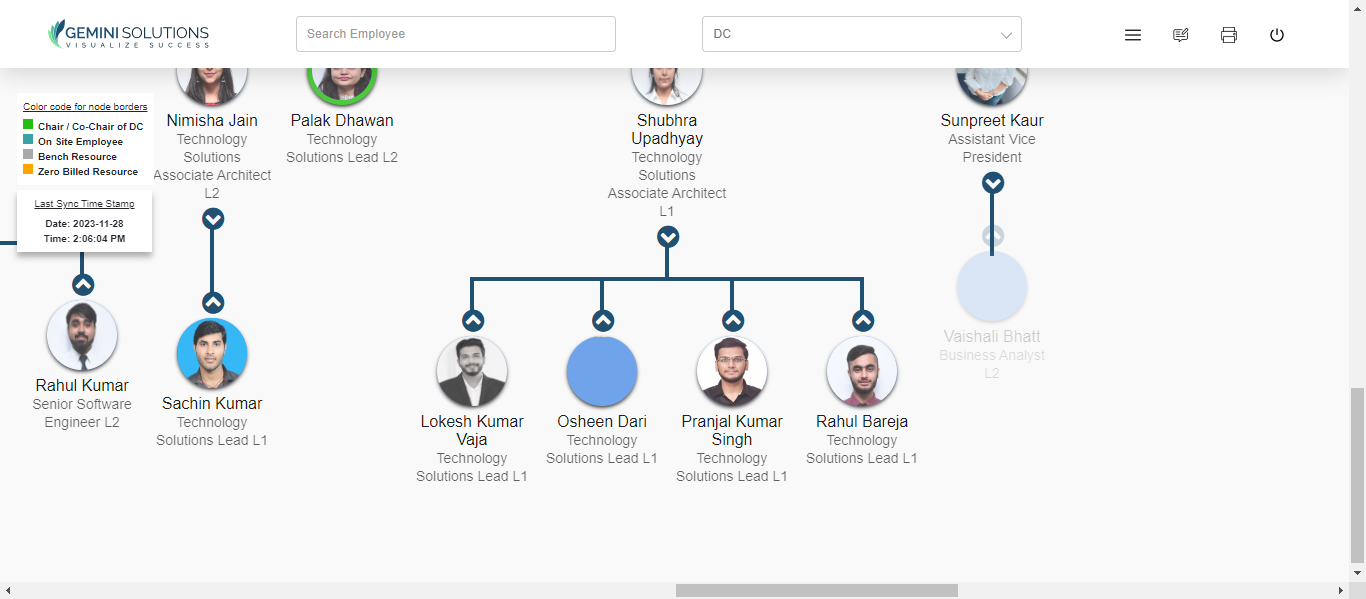 GEMINI SOLUTIONS
VISUALIZE SUCCESS
Search Employee
DC
Color code for node borders
Chair / Co-Chair of DC
On Site Employee
Bench Resource
Zero Billed Resource
Last Sync Time Stamp
Date: 2023-11-28
Time: 2:06:04 PM
Nimisha Jain
Technology
Solutions
Associate Architect
L2
Palak Dhawan
Technology
Solutions Lead L2
Shubhra
Upadhyay
Technology
Solutions
Associate Architect
L1
Sunpreet Kaur
Assistant Vice
President
Rahul Kumar
Senior Software
Engineer L2
Sachin Kumar
Technology
Solutions Lead L1
Lokesh Kumar
Vaja
Technology
Solutions Lead L1
Osheen Dari
Technology
Solutions Lead L1
Pranjal Kumar
Singh
Technology
Solutions Lead L1
Rahul Bareja
Technology
Solutions Lead L1
Vaishali Bhatt
Business Analyst
L2